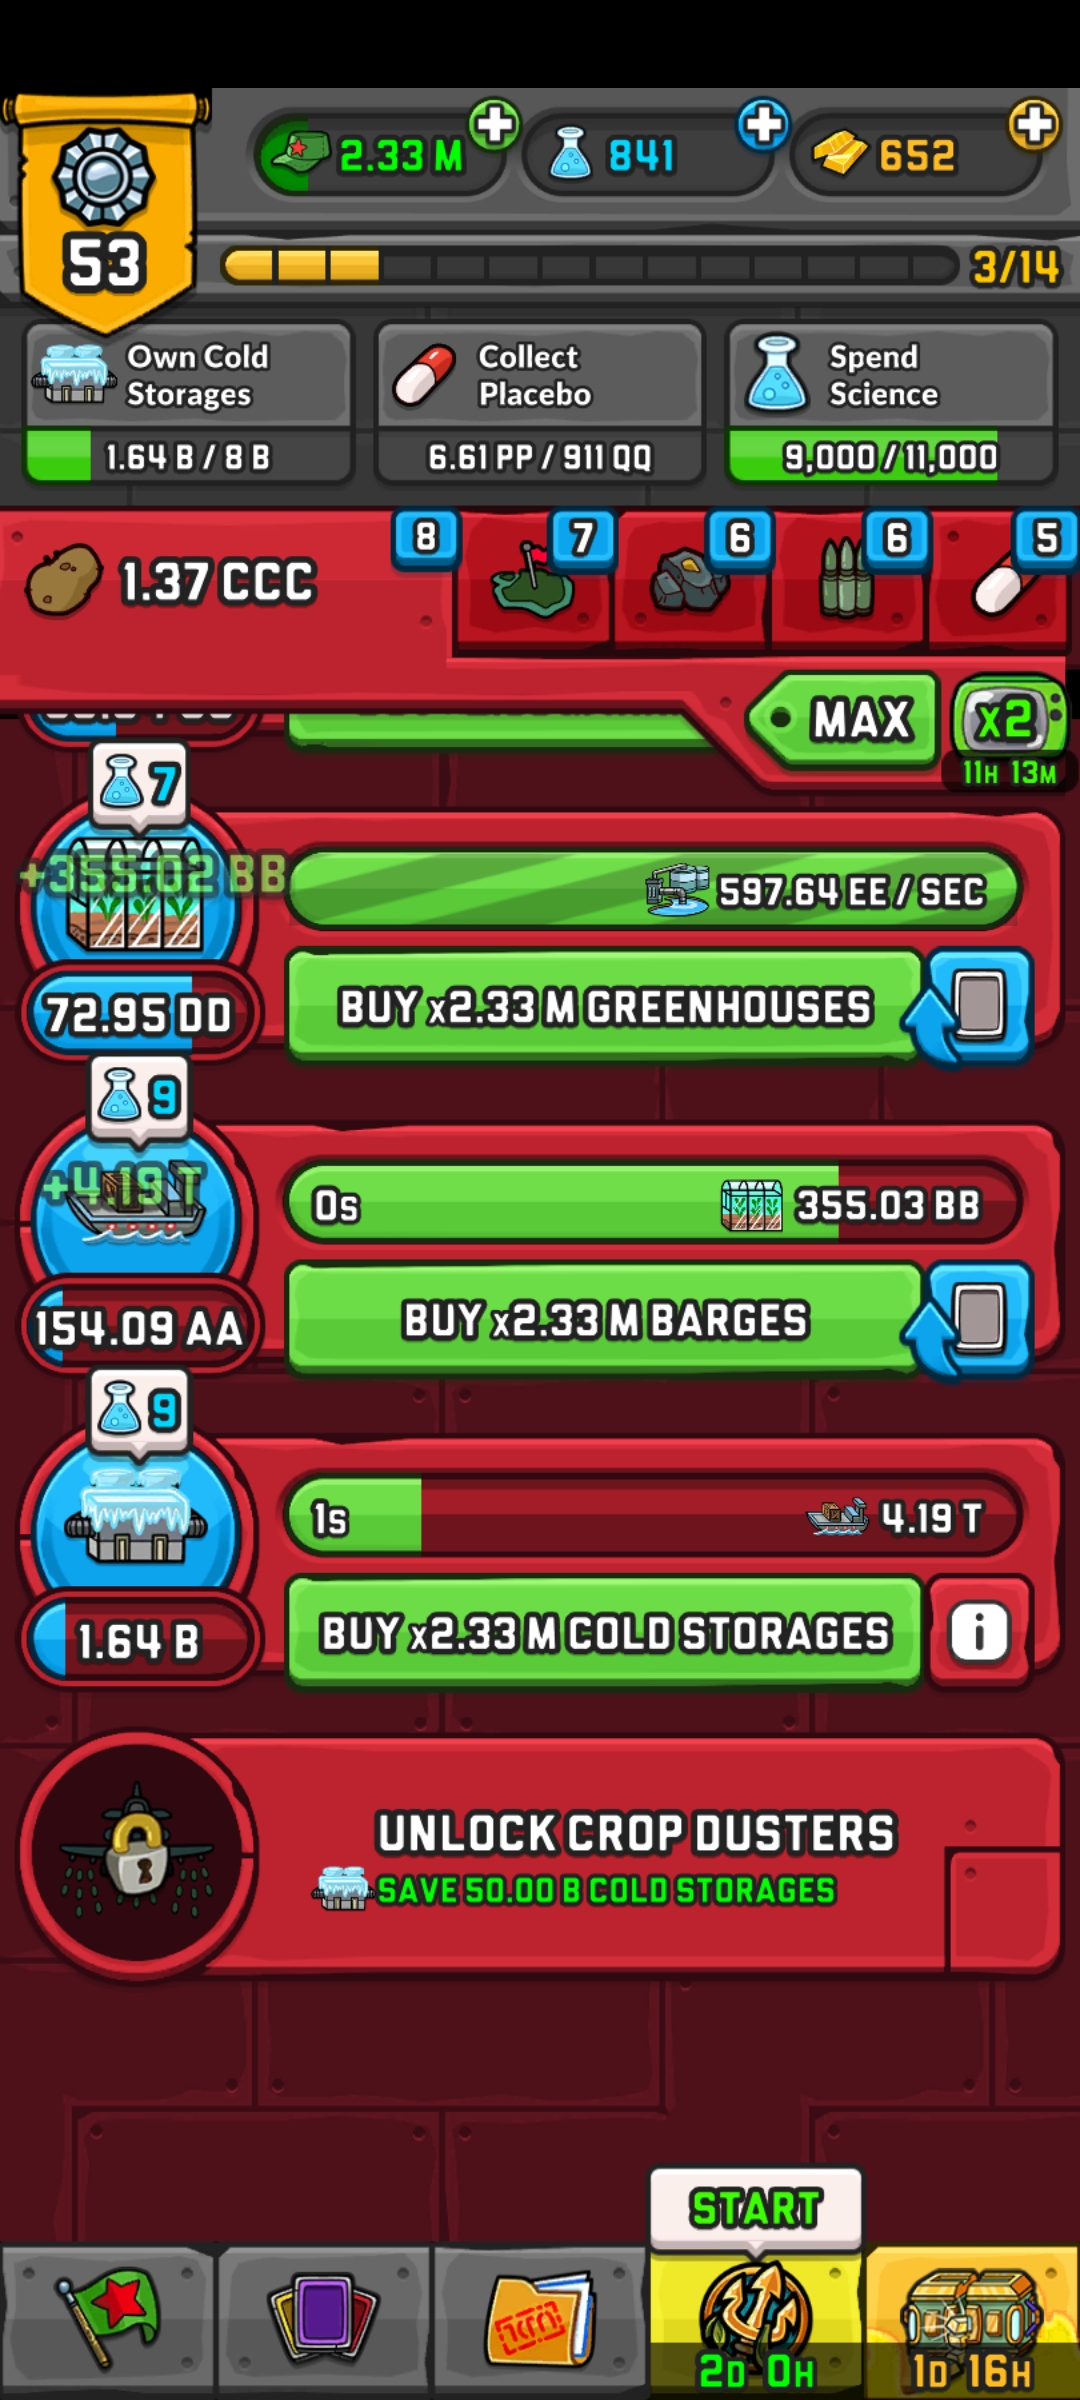 53
2.33 M
841
652
3/14
Own Cold
Storages
1.64 B / 8 B
Collect
Placebo
6.61 PP / 911 QQ
Spend
Science
9,000 / 11,000
1.37 CCC
8
7
6
6
5
MAX
x2
11H 13M
7
+355.02 BB
597.64 EE / SEC
72.95 DD
BUY x2.33 M GREENHOUSES
9
+4.19 T
0s
355.03 BB
154.09 AA
BUY x2.33 M BARGES
9
1s
4.19 T
1.64 B
BUY x2.33 M COLD STORAGES
i
UNLOCK CROP DUSTERS
SAVE 50.00 B COLD STORAGES
START
2D 0H
1D 16H